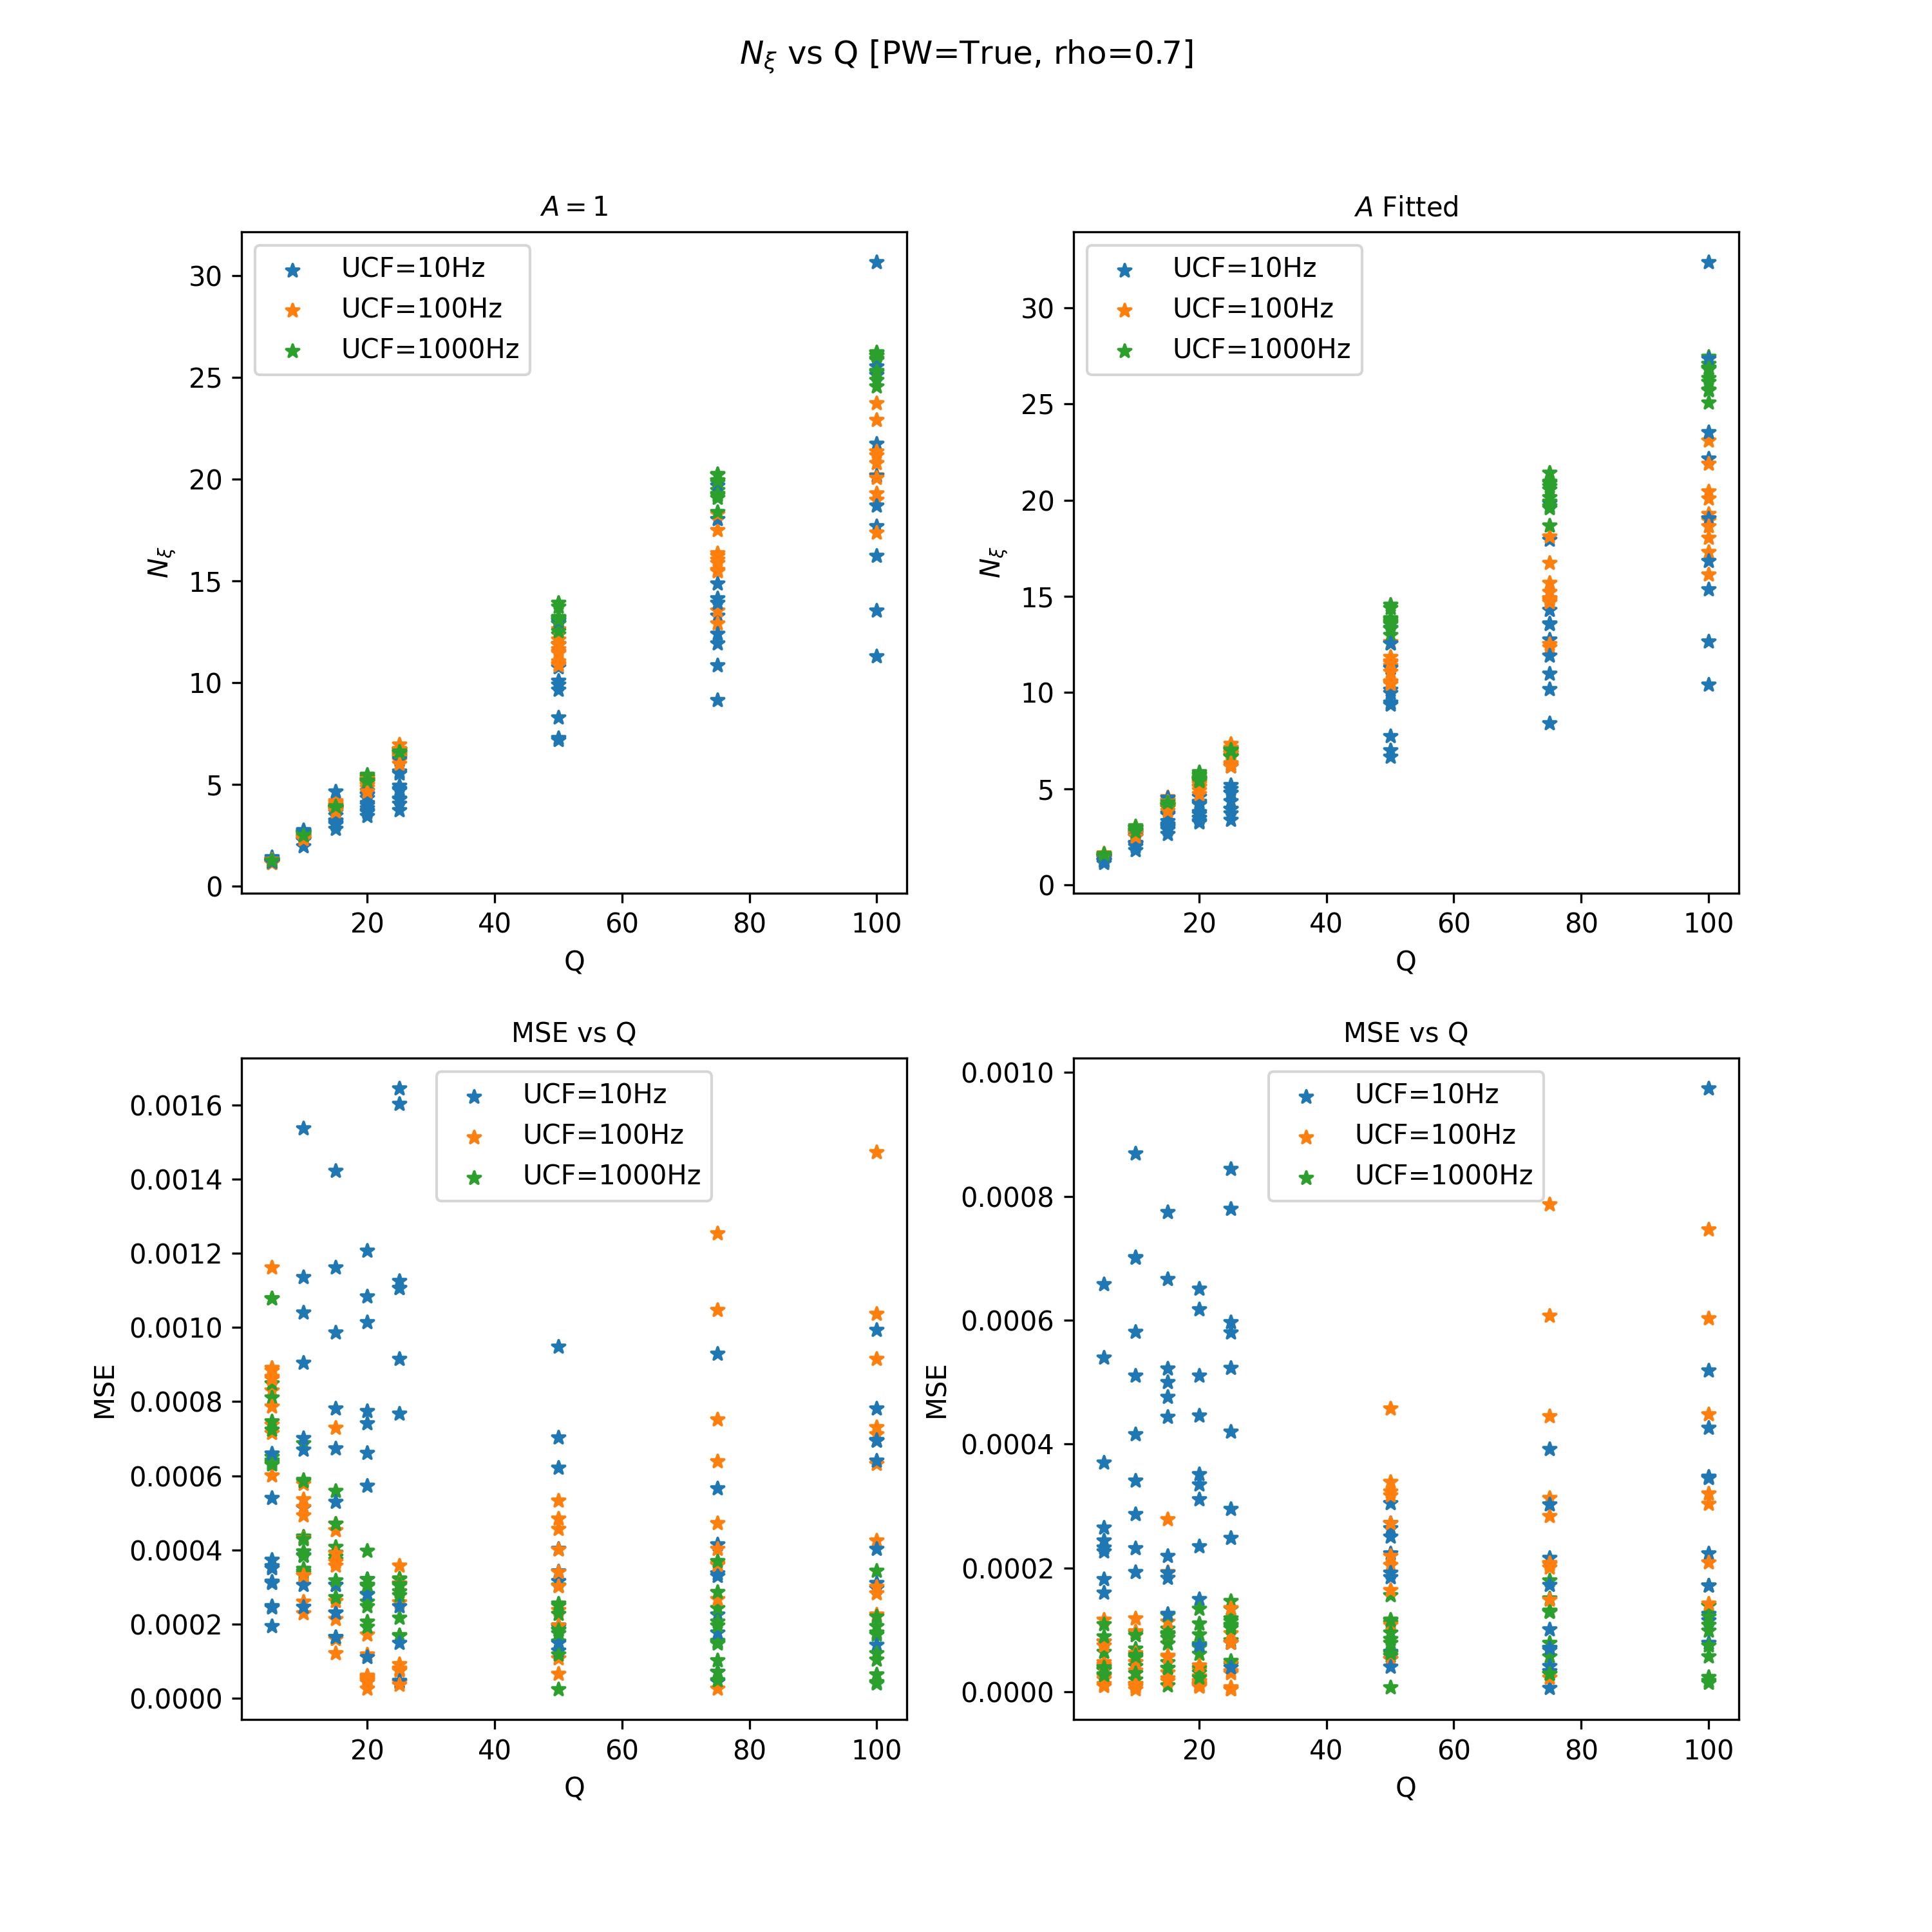 N_ξ vs Q [PW=True, rho=0.7]
A = 1
UCF=10Hz
UCF=100Hz
UCF=1000Hz
30
25
20
15
10
5
0
N_ξ
20 40 60 80 100
Q
A Fitted
UCF=10Hz
UCF=100Hz
UCF=1000Hz
30
25
20
15
10
5
0
N_ξ
20 40 60 80 100
Q
MSE vs Q
UCF=10Hz
UCF=100Hz
UCF=1000Hz
0.0016
0.0014
0.0012
0.0010
0.0008
0.0006
0.0004
0.0002
0.0000
MSE
20 40 60 80 100
Q
MSE vs Q
UCF=10Hz
UCF=100Hz
UCF=1000Hz
0.0010
0.0008
0.0006
0.0004
0.0002
0.0000
MSE
20 40 60 80 100
Q